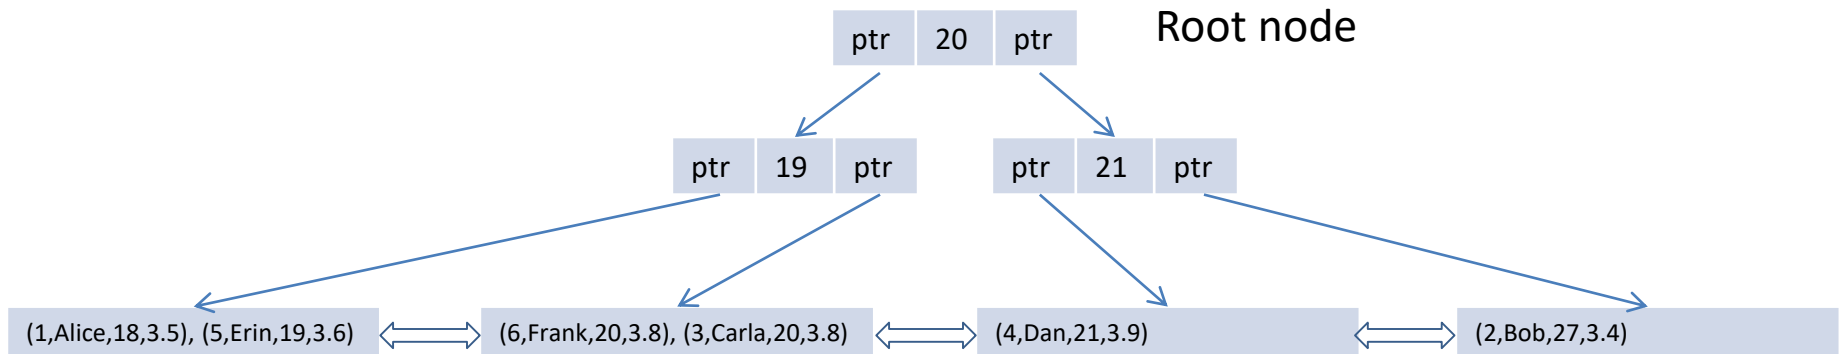 ptr 20 ptr
Root node
ptr 19 ptr
ptr 21 ptr
(1,Alice,18,3.5), (5,Erin,19,3.6)
(6,Frank,20,3.8), (3,Carla,20,3.8)
(4,Dan,21,3.9)
(2,Bob,27,3.4)